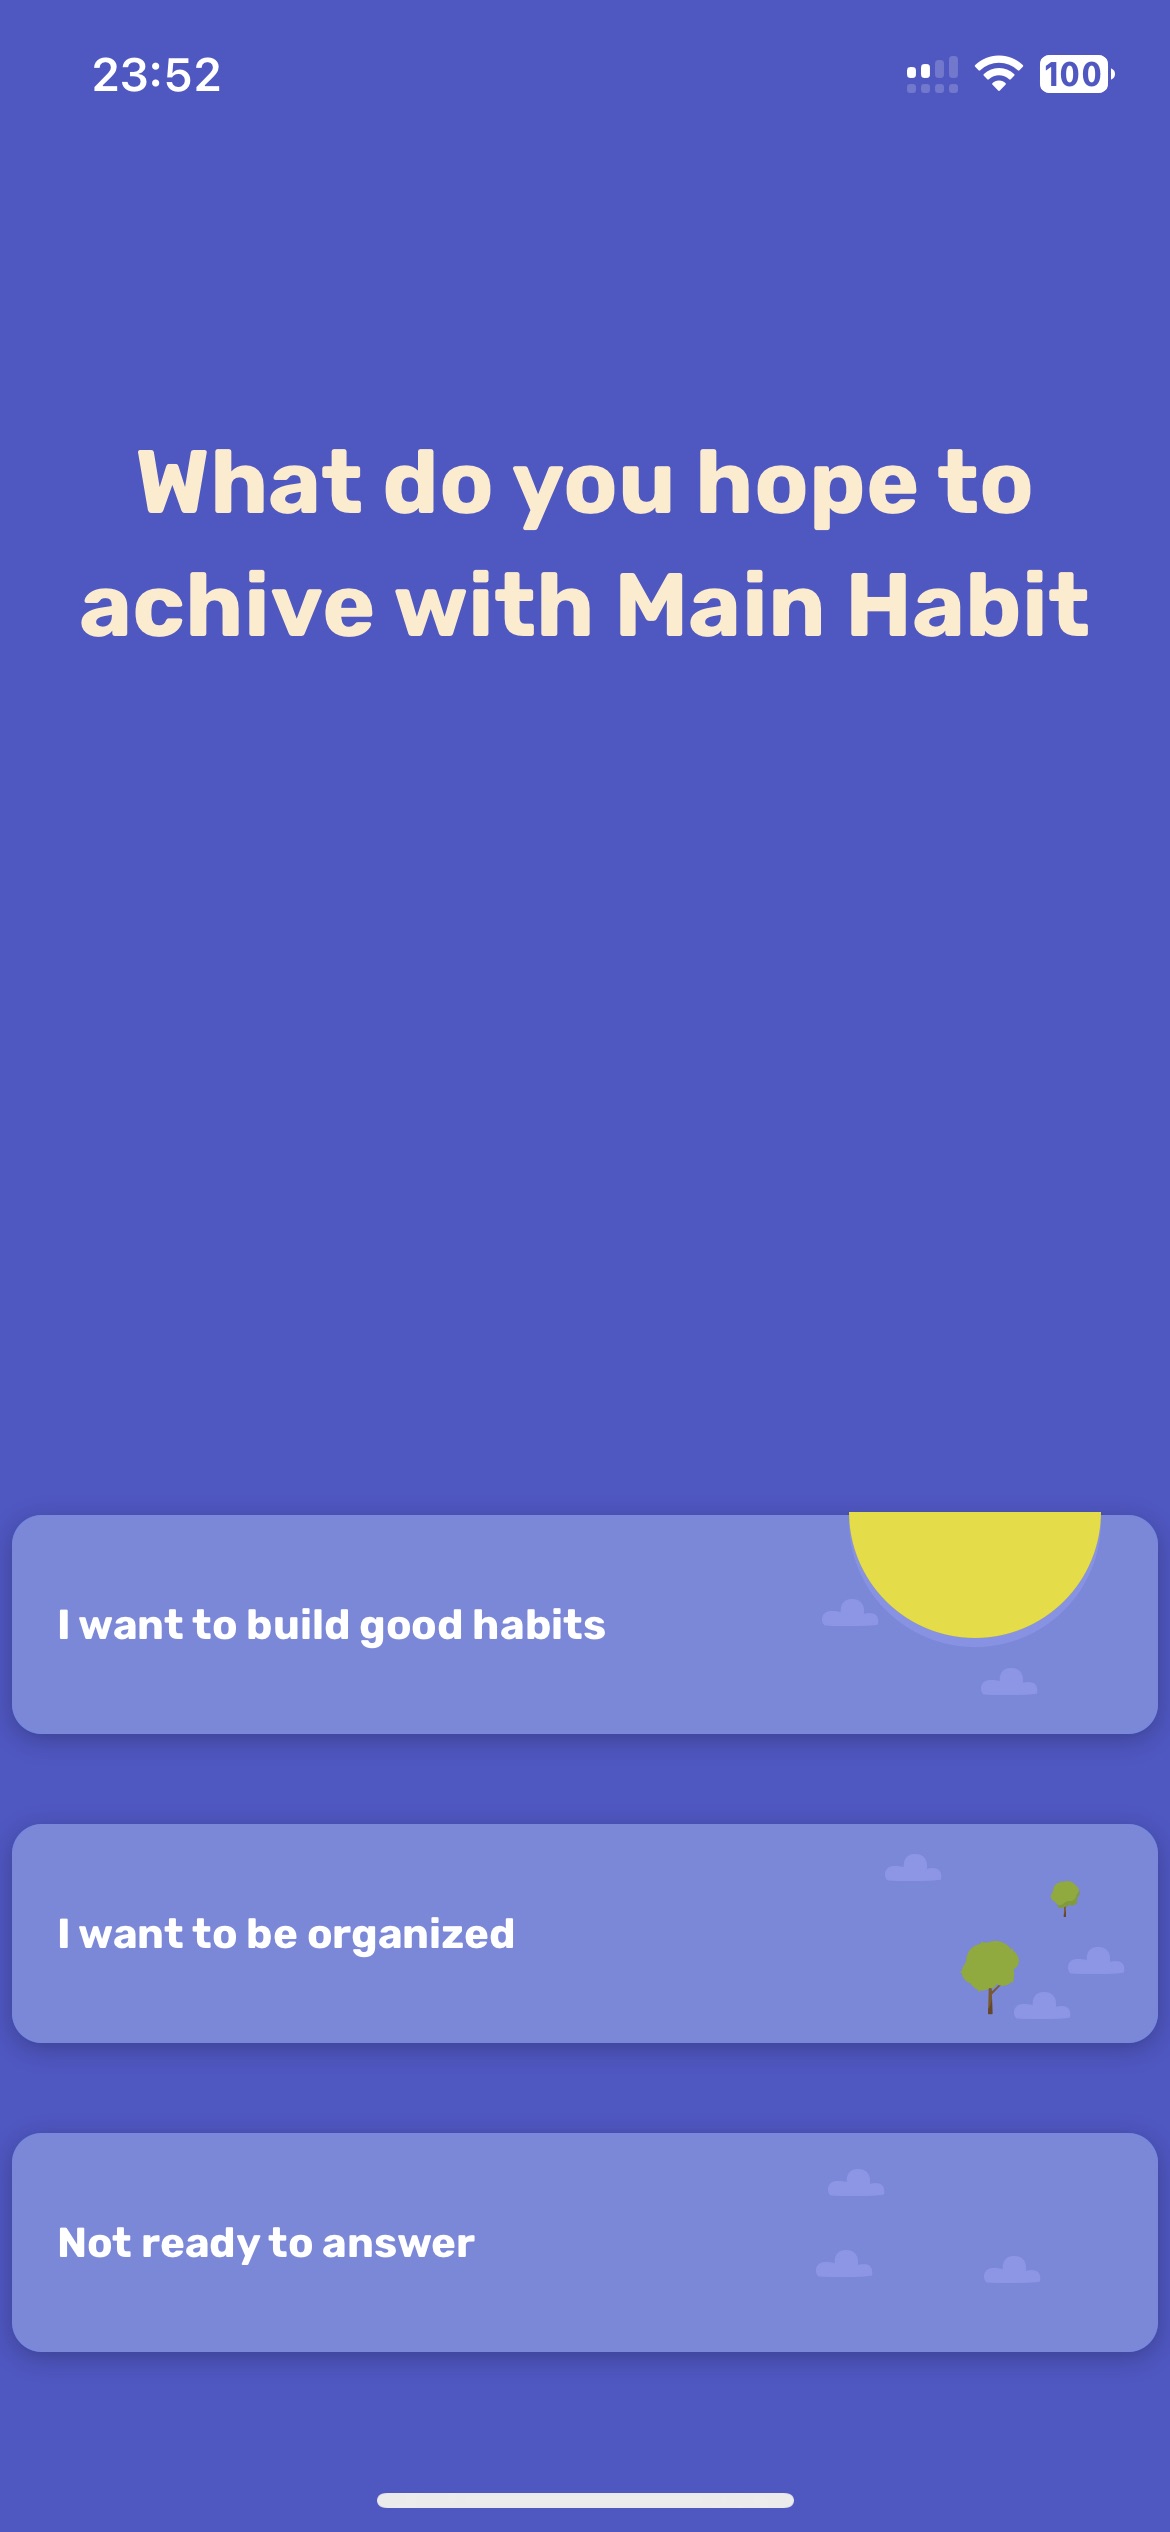 23:52
100
What do you hope to
achive with Main Habit
I want to build good habits
I want to be organized
Not ready to answer